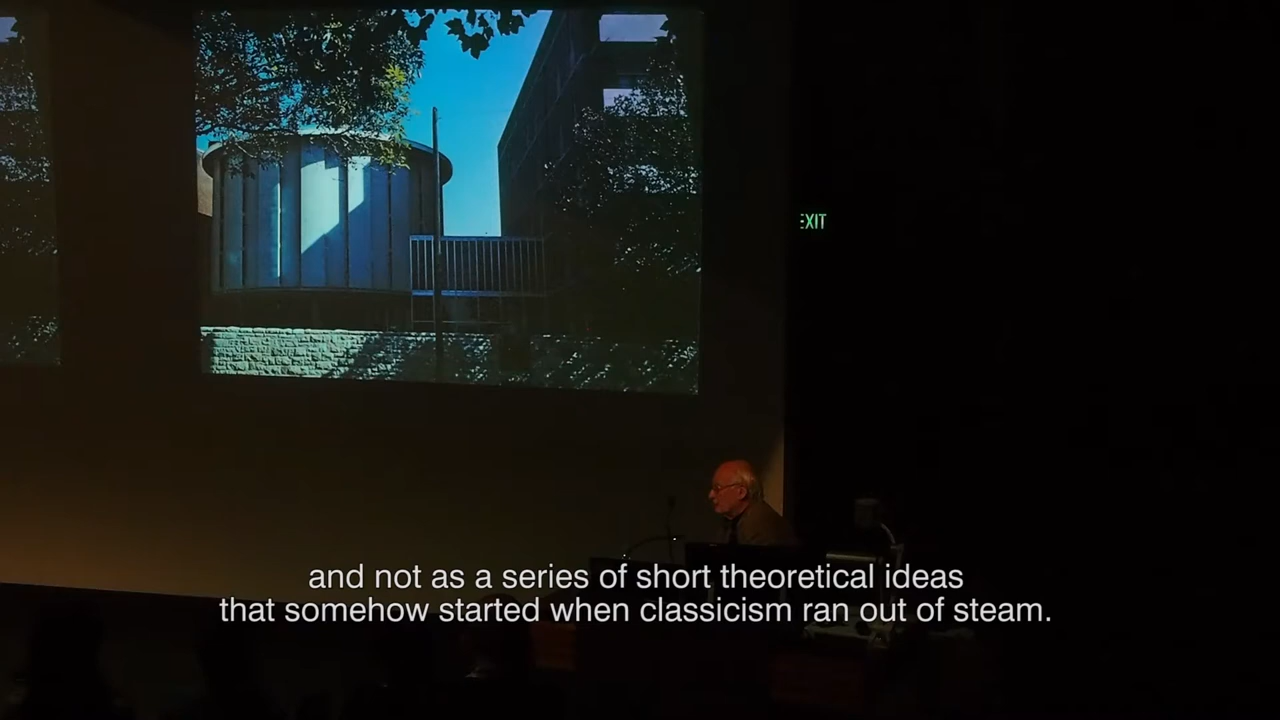 EXIT
and not as a series of short theoretical ideas
that somehow started when classicism ran out of steam.